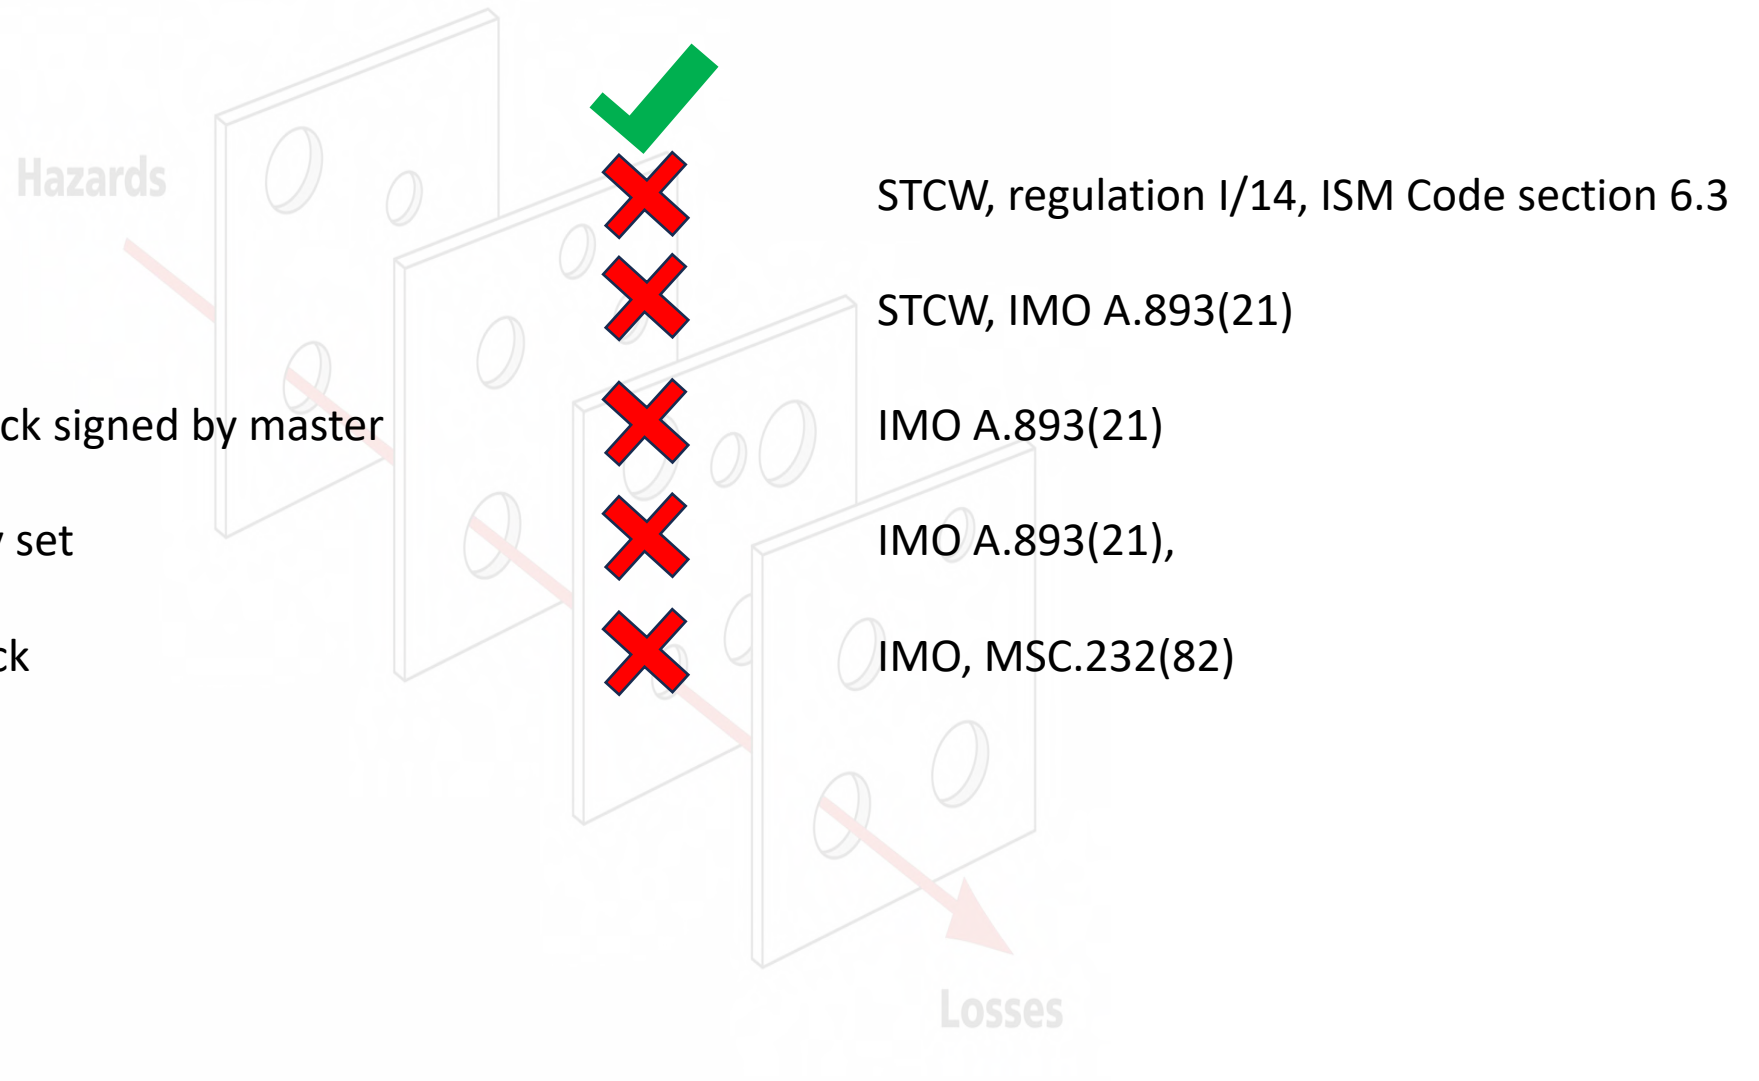 Hazards
STCW, regulation I/14, ISM Code section 6.3
STCW, IMO A.893(21)
ck signed by master IMO A.893(21)
set IMO A.893(21),
ck IMO, MSC.232(82)
Losses